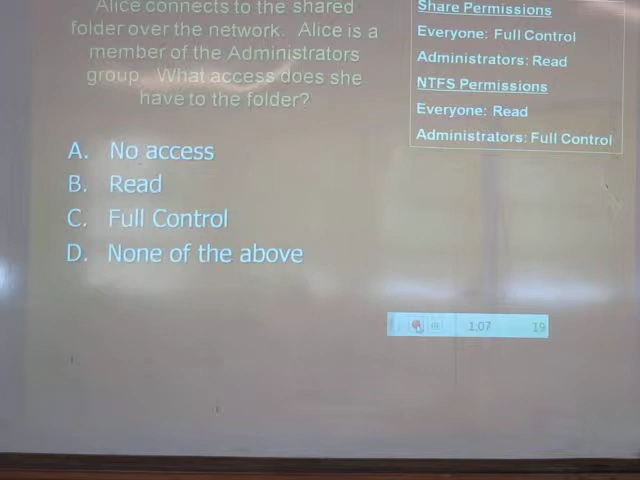 Alice connects to the shared
folder over the network. Alice is a
member of the Administrators
group. What access does she
have to the folder?
Share Permissions
Everyone: Full Control
Administrators: Read
NTFS Permissions
Everyone: Read
Administrators: Full Control
A. No access
B. Read
C. Full Control
D. None of the above
1:07 19